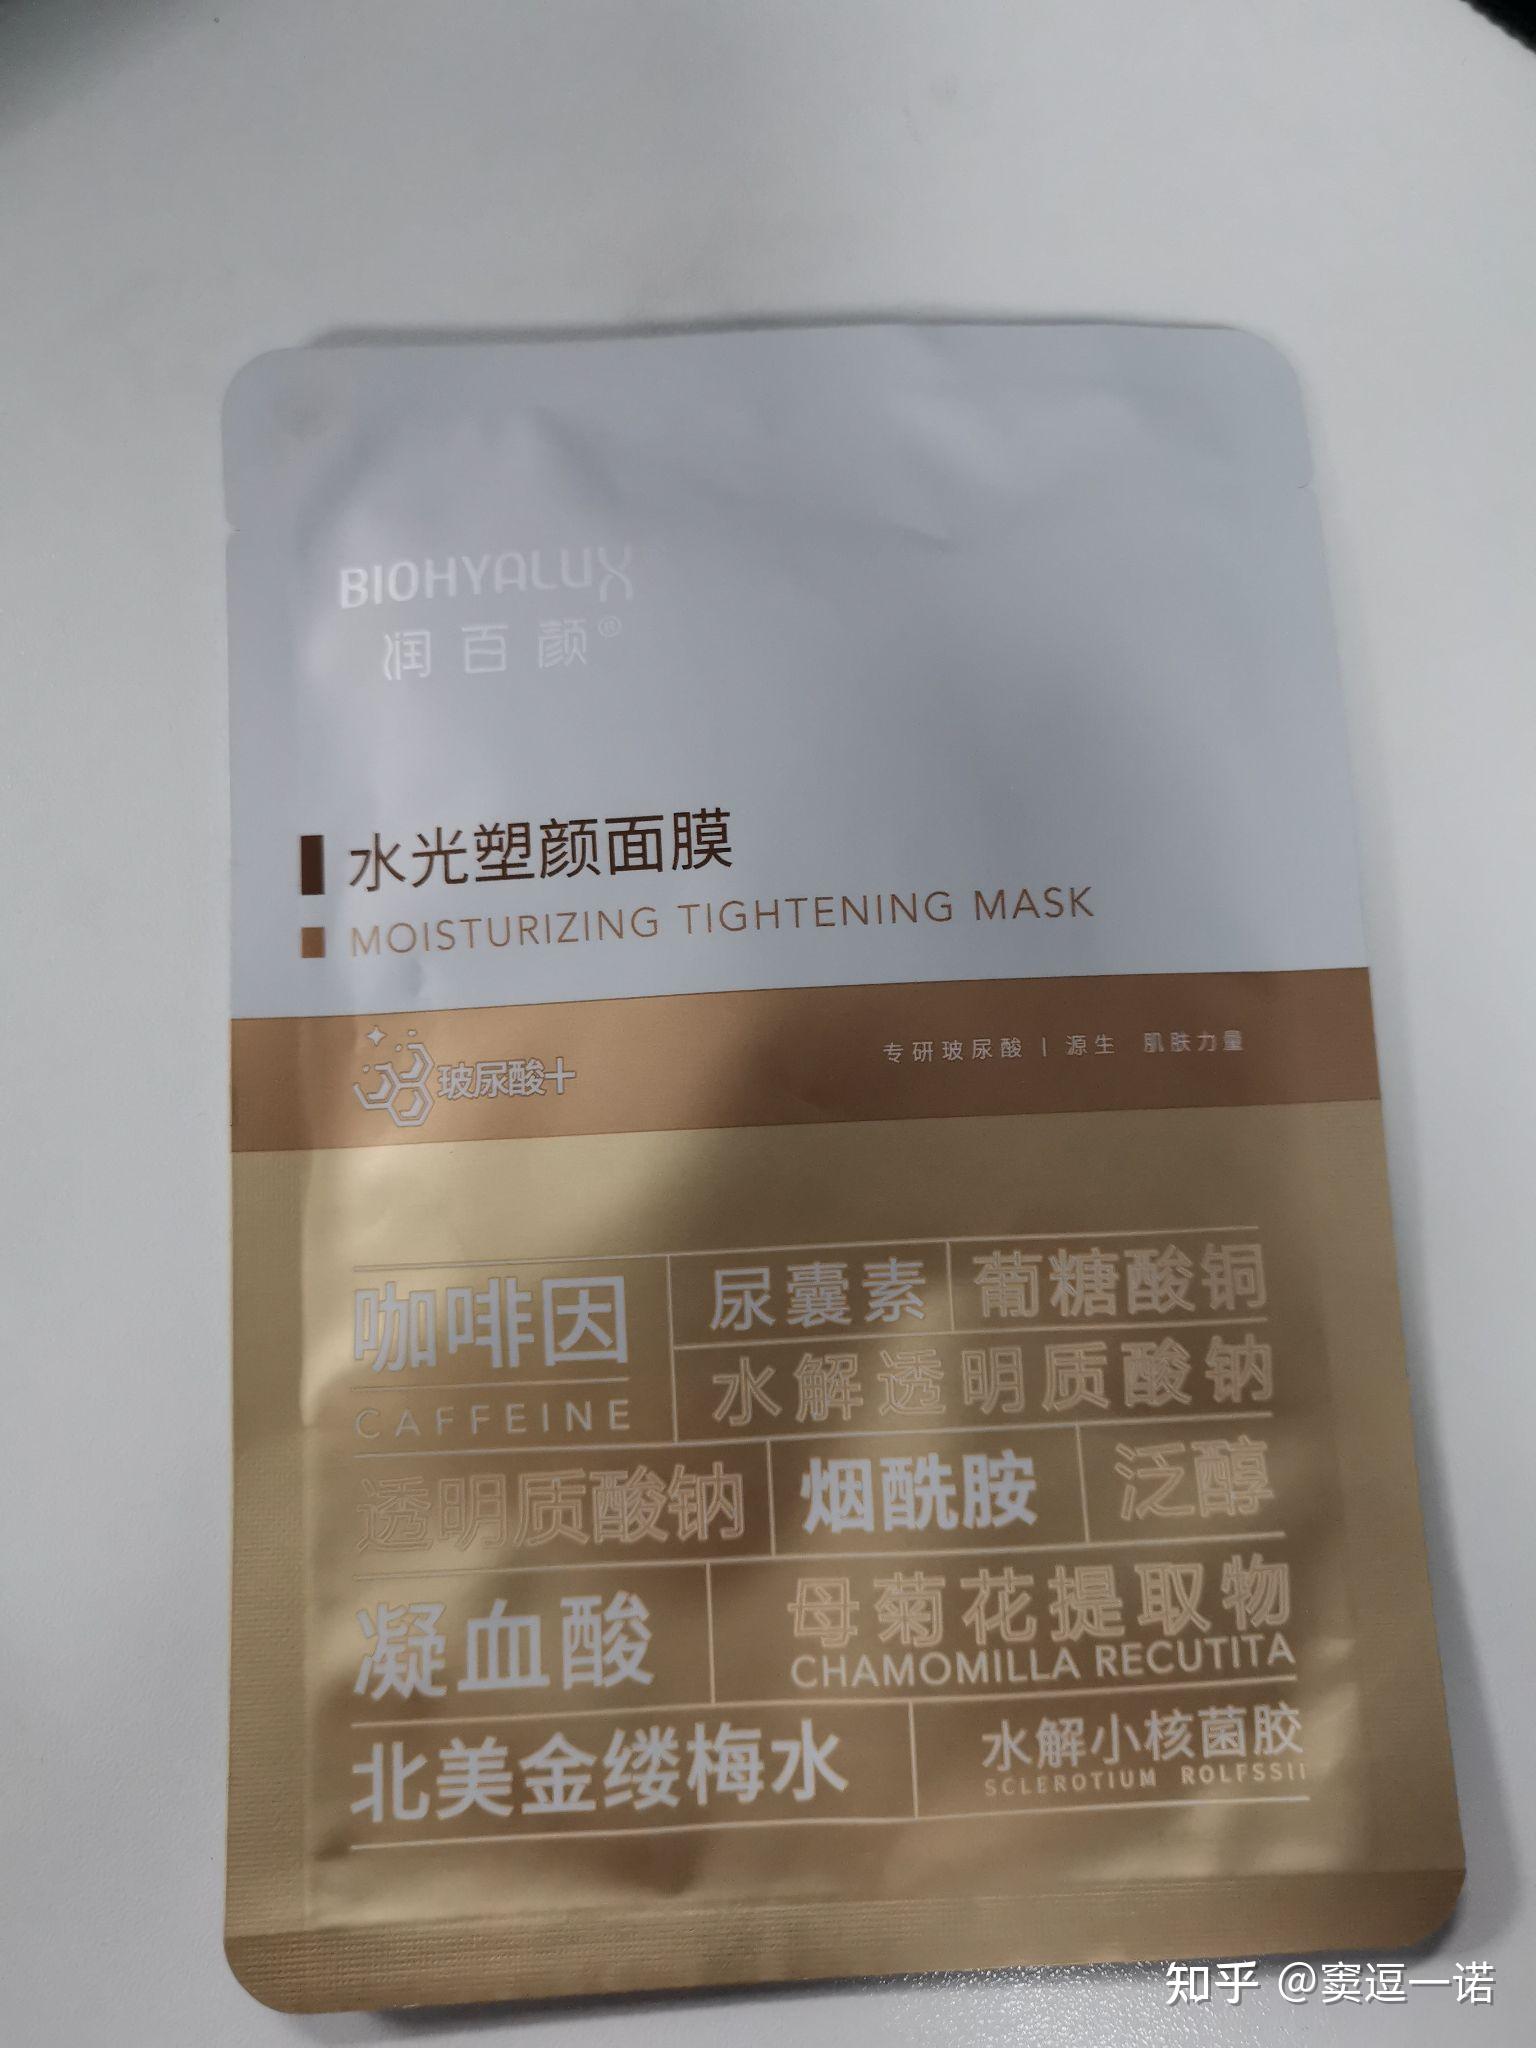 BIOHYALUX
润百颜®
水光塑颜面膜
MOISTURIZING TIGHTENING MASK
玻尿酸+
专研玻尿酸 | 源生 肌肤力量
咖啡因
CAFFEINE
尿囊素
葡糖酸铜
水解透明质酸钠
透明质酸钠
烟酰胺
泛醇
凝血酸
母菊花提取物
CHAMOMILLA RECUTITA
北美金缕梅水
水解小核菌胶
SCLEROTIUM ROLFSSII
知乎 @窦逗一诺